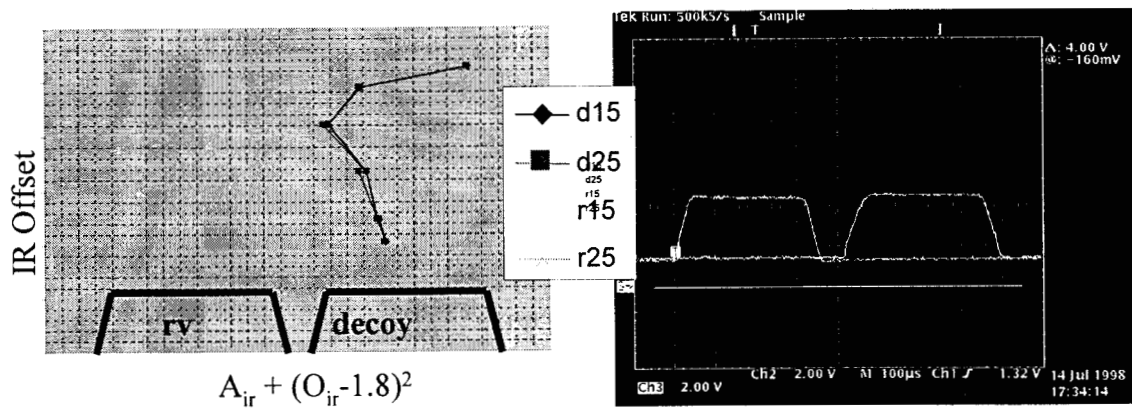 IR Offset
rv
decoy
A_ir + (O_ir-1.8)²
d15
d25
d25
r15
r15
r25
Tek Run: 500kS/s Sample
T
Δ: 4.00 V
@: -160mV
Ch2 2.00 V M 100µs Ch1 ⌡ 1.32 V
Ch3 2.00 V
14 Jul 1998
17:34:14